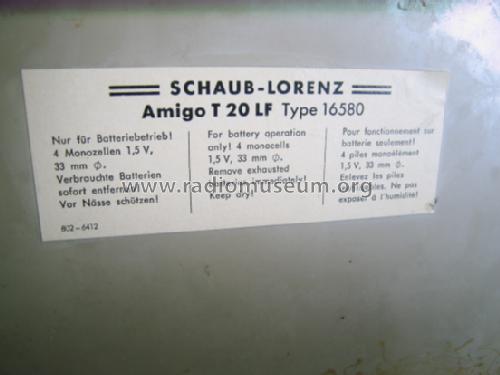 SCHAUB-LORENZ
Amigo T 20 LF Type 16580
Nur für Batteriebetrieb!
4 Monozellen 1,5 V,
33 mm Ø.
Verbrauchte Batterien
sofort entfernen!
Vor Nässe schützen!
802-6412
For battery operation
only! 4 monocells
1,5 V, 33 mm Ø.
Remove exhausted
batteries immediately!
Keep dry!
Pour fonctionnement sur
batterie seulement!
4 piles monoélément
1,5 V, 33 mm Ø.
Enlevez les piles
Ne pas
exposer à l'humidité!
www.radiomuseum.org